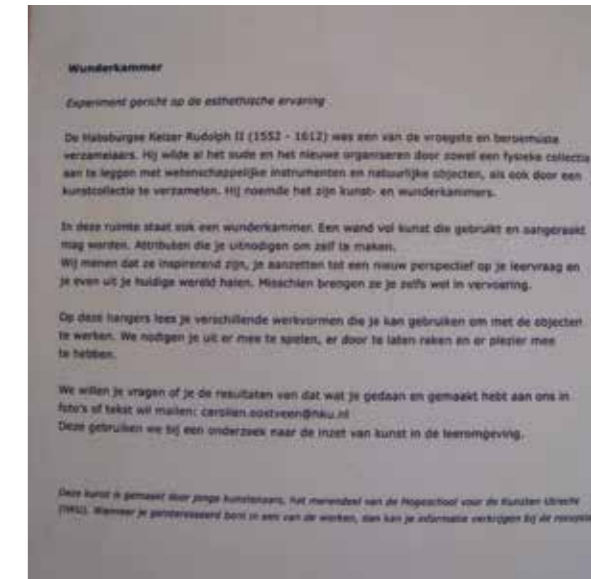 Wunderkammer
Experiment gericht op de esthethische ervaring
De Habsburgse Keizer Rudolph II (1552 - 1612) was een van de vroegste en beroemdste
verzamelaars. Hij wilde al het oude en het nieuwe organiseren door zowel een fysieke collectie
aan te leggen met wetenschappelijke instrumenten en natuurlijke objecten, als ook door een
kunstcollectie te verzamelen. Hij noemde het zijn kunst- en wunderkammers.
In deze ruimte staat ook een wunderkammer. Een wand vol kunst die gebruikt en aangeraakt
mag worden. Attributen die je uitnodigen om zelf te maken.
Wij menen dat ze inspirerend zijn, je aanzetten tot een nieuw perspectief op je leervraag en
je even uit je huidige wereld halen. Misschien brengen ze je zelfs wel in vervoering.
Op deze hangers lees je verschillende werkvormen die je kan gebruiken om met de objecten
te werken. We nodigen je uit er mee te spelen, er door te laten raken en er plezier mee
te hebben.
We willen je vragen of je de resultaten van dat wat je gedaan en gemaakt hebt aan ons in
foto's of tekst wil mailen: carolien.oostveen@hku.nl
Deze gebruiken we bij een onderzoek naar de inzet van kunst in de leeromgeving.
Deze kunst is gemaakt door jonge kunstenaars, het merendeel van de Hogeschool voor de Kunsten Utrecht
(HKU). Wanneer je geïnteresseerd bent in een van de werken, dan kan je informatie verkrijgen bij de receptie